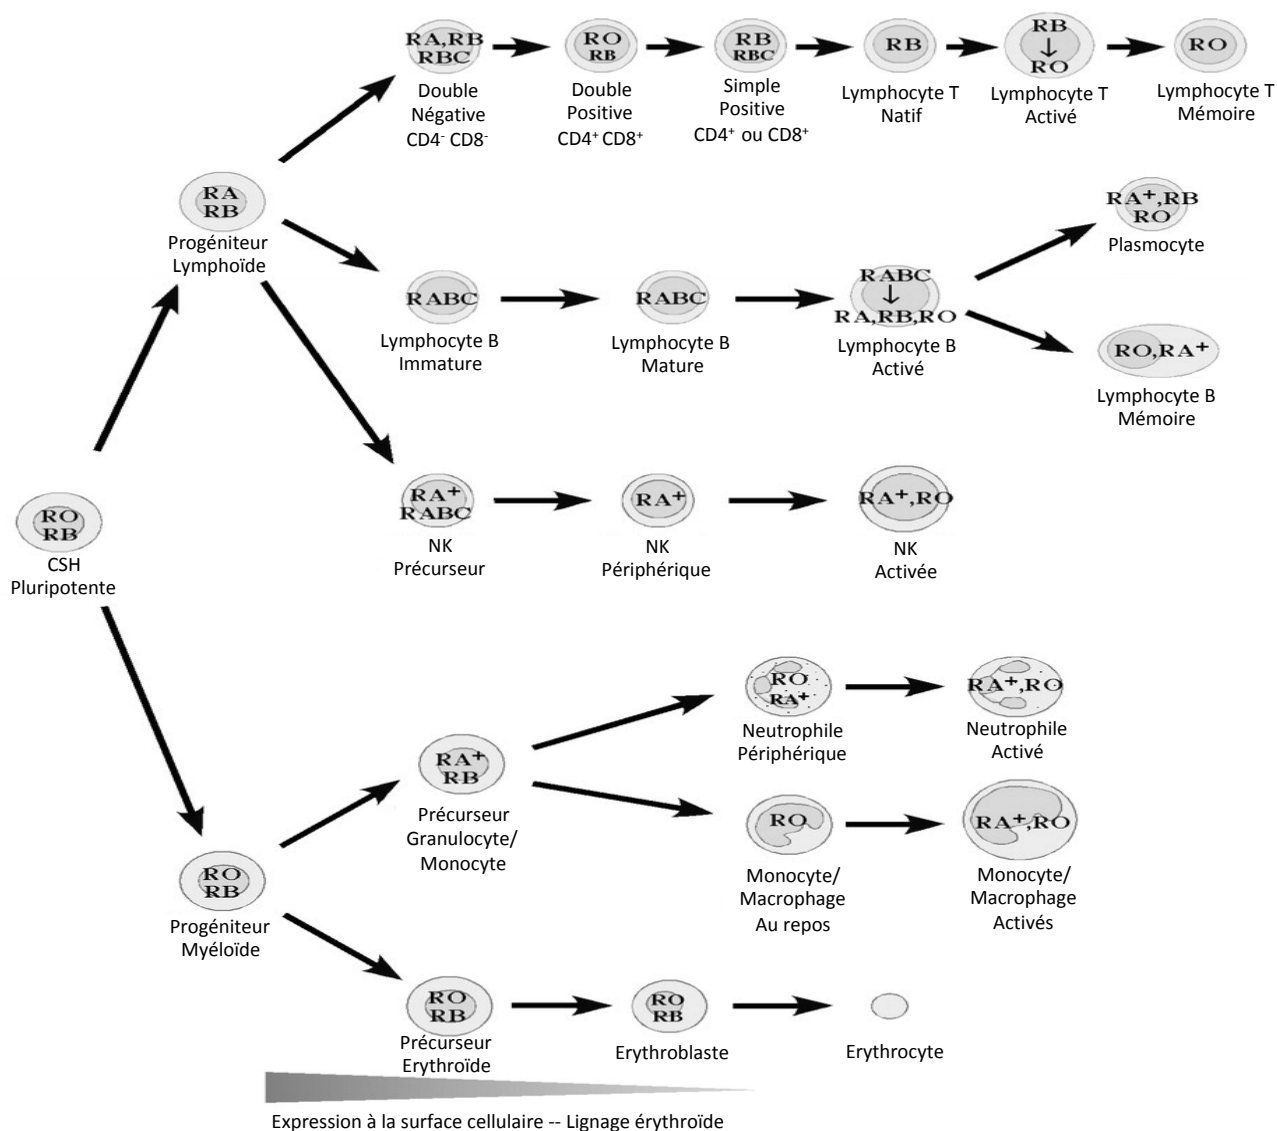 RA,RB
RBC
Double
Négative
CD4⁻ CD8⁻
RO
RB
Double
Positive
CD4⁺ CD8⁺
RB
RBC
Simple
Positive
CD4⁺ ou CD8⁺
RB
Lymphocyte T
Natif
RB
↓
RO
Lymphocyte T
Activé
RO
Lymphocyte T
Mémoire
RA
RB
Progéniteur
Lymphoïde
RABC
Lymphocyte B
Immature
RABC
Lymphocyte B
Mature
RABC
↓
RA,RB,RO
Lymphocyte B
Activé
RA⁺,RB
RO
Plasmocyte
RO,RA⁺
Lymphocyte B
Mémoire
RO
RB
CSH
Pluripotente
RA⁺
RABC
NK
Précurseur
RA⁺
NK
Périphérique
RA⁺,RO
NK
Activée
RA⁺
RB
Précurseur
Granulocyte/
Monocyte
RO
RA⁺
Neutrophile
Périphérique
RA⁺,RO
Neutrophile
Activé
RO
Monocyte/
Macrophage
Au repos
RA⁺,RO
Monocyte/
Macrophage
Activés
RO
RB
Progéniteur
Myéloïde
RO
RB
Précurseur
Erythroïde
RO
RB
Erythroblaste
Erythrocyte
Expression à la surface cellulaire -- Lignage érythroïde